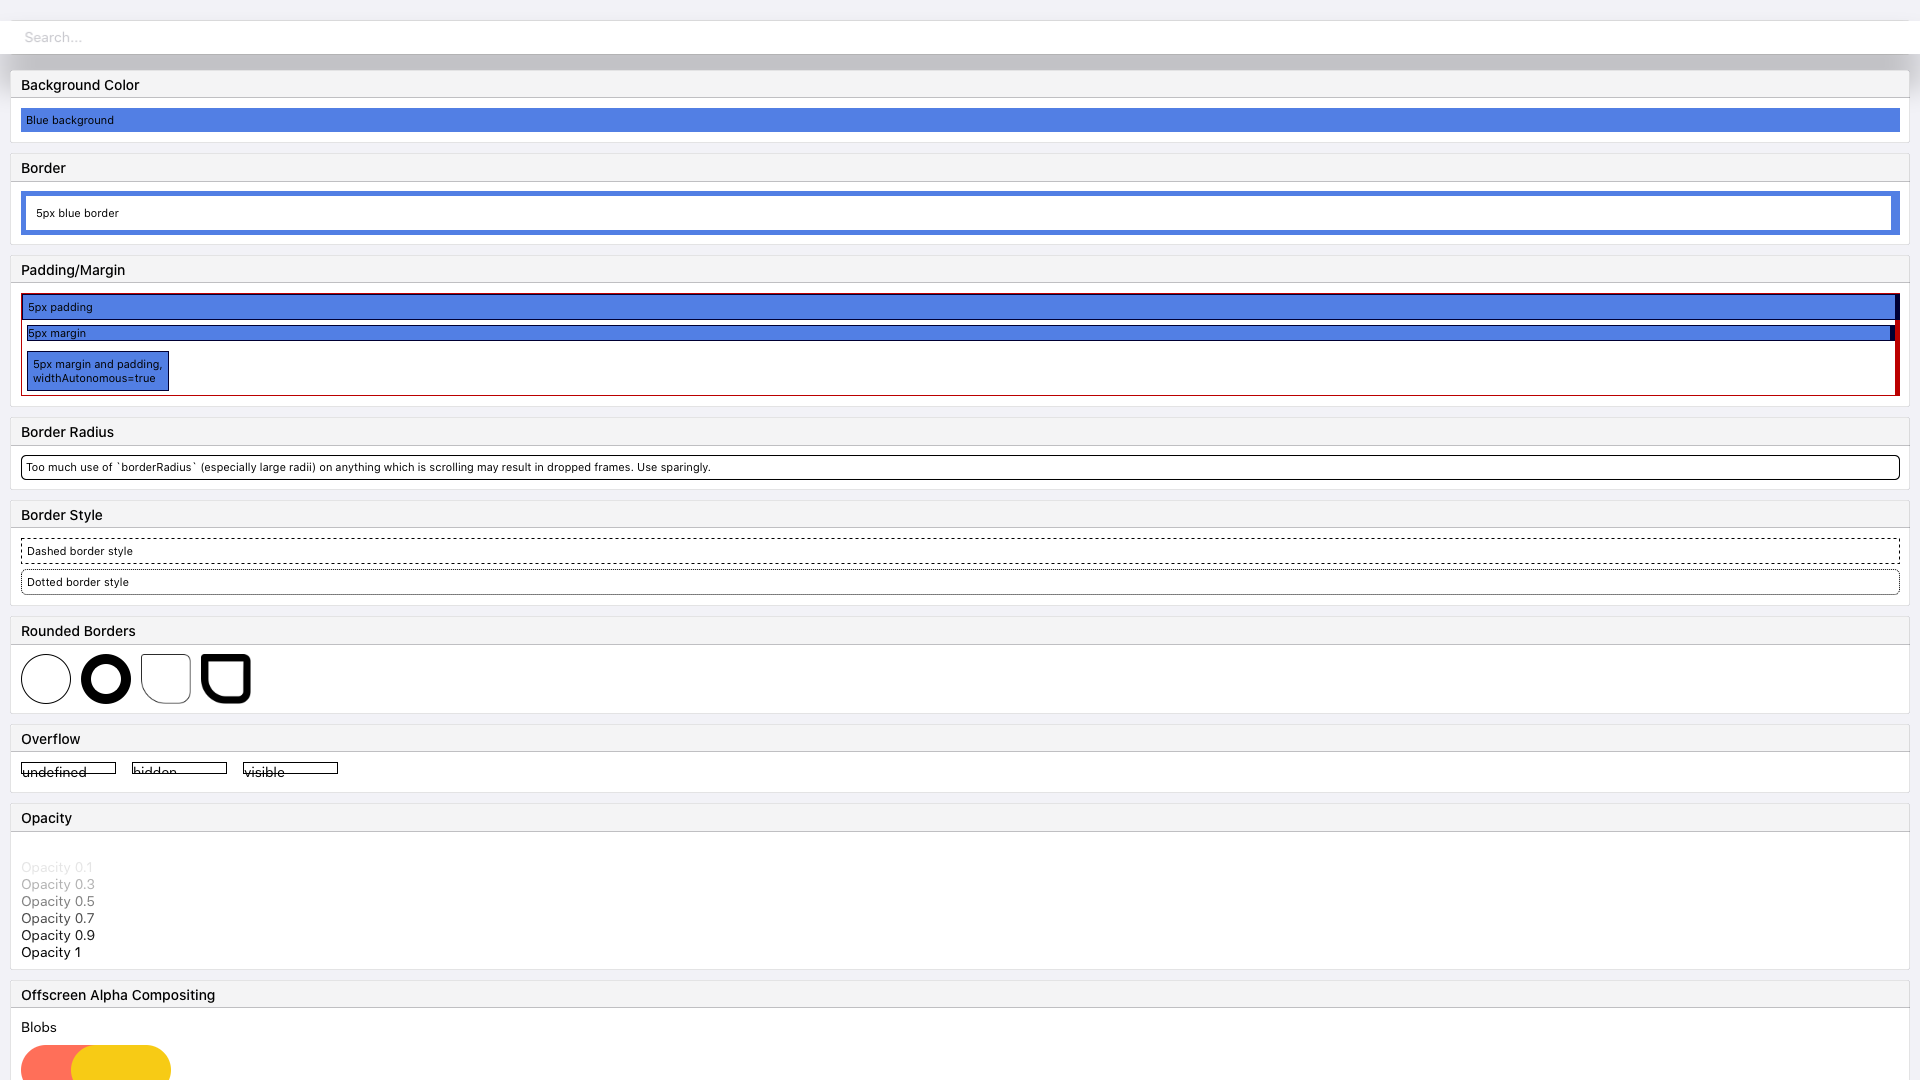 Search...
Background Color
Blue background
Border
5px blue border
Padding/Margin
5px padding
5px margin
5px margin and padding,
widthAutonomous=true
Border Radius
Too much use of `borderRadius` (especially large radii) on anything which is scrolling may result in dropped frames. Use sparingly.
Border Style
Dashed border style
Dotted border style
Rounded Borders
Overflow
undefined hidden visible
Opacity
Opacity 0.1
Opacity 0.3
Opacity 0.5
Opacity 0.7
Opacity 0.9
Opacity 1
Offscreen Alpha Compositing
Blobs